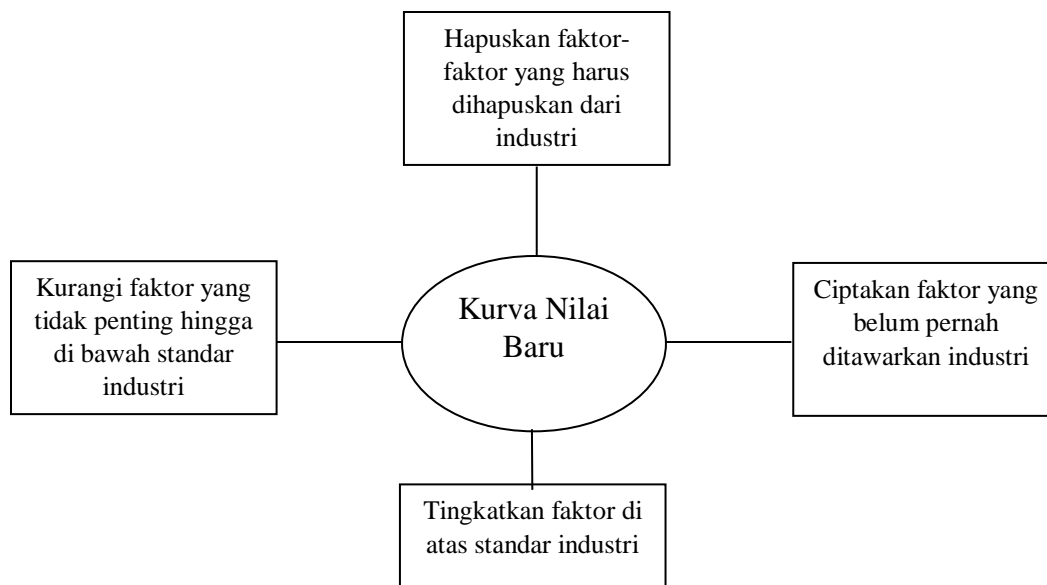 Hapuskan faktor-
faktor yang harus
dihapuskan dari
industri
Kurangi faktor yang
tidak penting hingga
di bawah standar
industri
Kurva Nilai
Baru
Ciptakan faktor yang
belum pernah
ditawarkan industri
Tingkatkan faktor di
atas standar industri